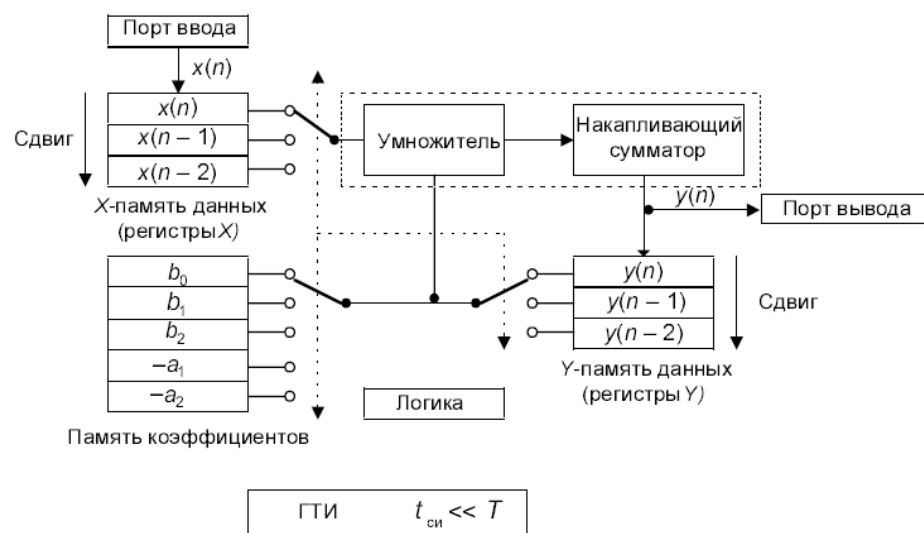 Порт ввода
x(n)
x(n)
x(n – 1)
x(n – 2)
Сдвиг
X-память данных
(регистры X)
Умножитель
Накапливающий
сумматор
y(n)
Порт вывода
b₀
b₁
b₂
–a₁
–a₂
Память коэффициентов
y(n)
y(n – 1)
y(n – 2)
Сдвиг
Y-память данных
(регистры Y)
Логика
ГТИ t си << T